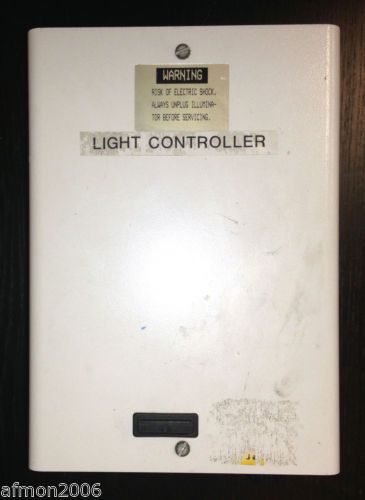 WARNING
RISK OF ELECTRIC SHOCK.
ALWAYS UNPLUG ILLUMINA-
TOR BEFORE SERVICING.
LIGHT CONTROLLER
afmon2006